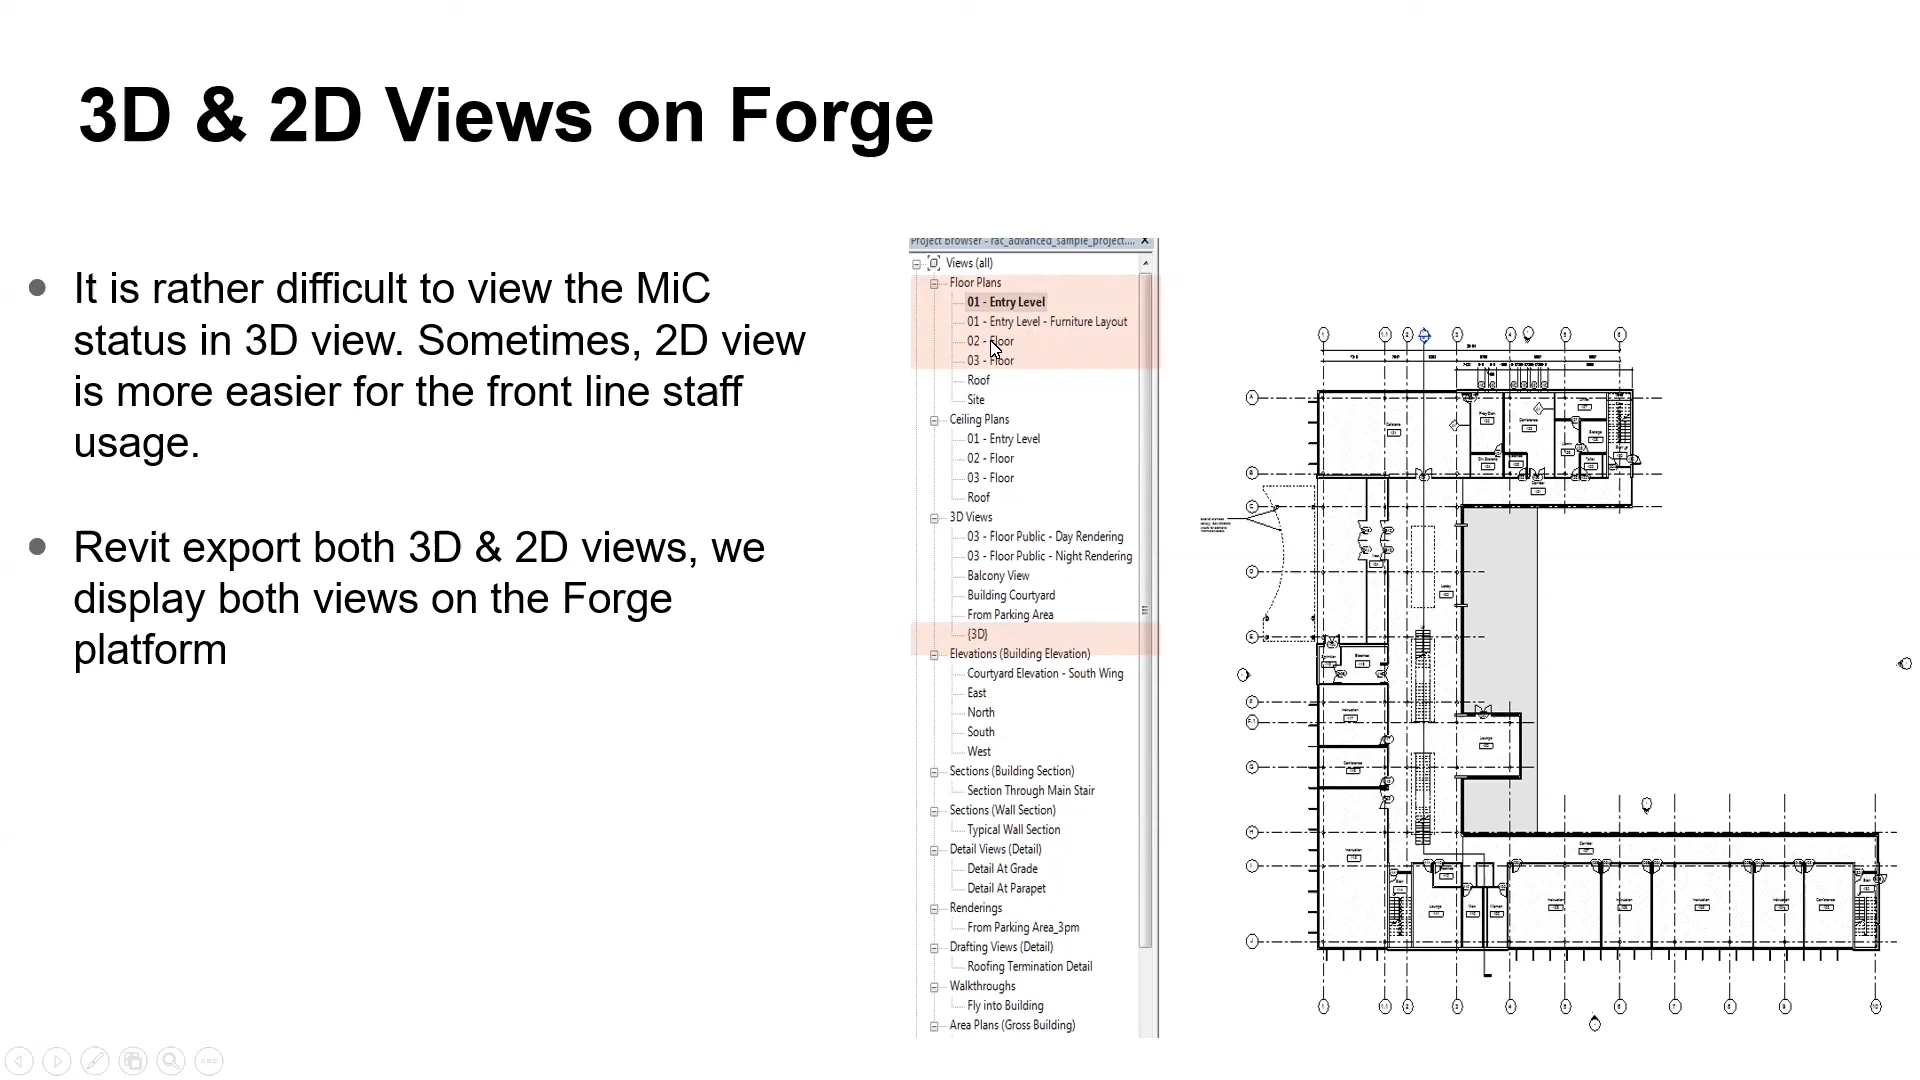 3D & 2D Views on Forge
It is rather difficult to view the MiC
status in 3D view. Sometimes, 2D view
is more easier for the front line staff
usage.
Revit export both 3D & 2D views, we
display both views on the Forge
platform
Project Browser - rac_advanced_sample_project....
Views (all)
Floor Plans
01 - Entry Level
01 - Entry Level - Furniture Layout
02 - Floor
03 - Floor
Roof
Site
Ceiling Plans
01 - Entry Level
02 - Floor
03 - Floor
Roof
3D Views
03 - Floor Public - Day Rendering
03 - Floor Public - Night Rendering
Balcony View
Building Courtyard
From Parking Area
{3D}
Elevations (Building Elevation)
Courtyard Elevation - South Wing
East
North
South
West
Sections (Building Section)
Section Through Main Stair
Sections (Wall Section)
Typical Wall Section
Detail Views (Detail)
Detail At Grade
Detail At Parapet
Renderings
From Parking Area_3pm
Drafting Views (Detail)
Roofing Termination Detail
Walkthroughs
Fly into Building
Area Plans (Gross Building)